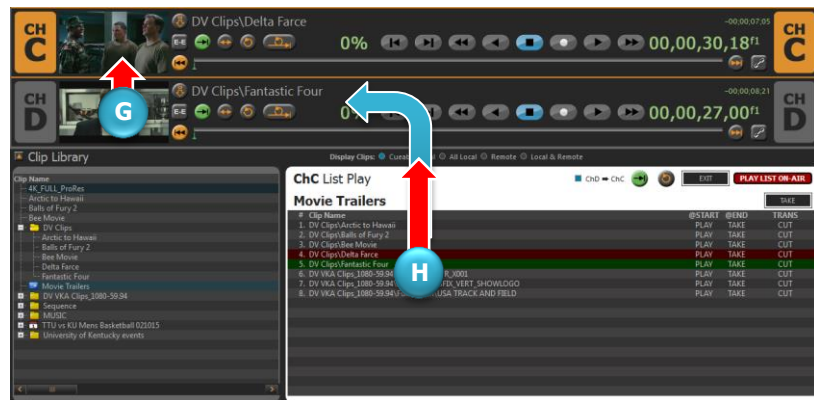 CH C
DV Clips\Delta Farce
-00;00;07;05
E-E
0%
00,00,30,18f1
CH C
G
CH D
DV Clips\Fantastic Four
-00;00;08;21
E-E
0%
00,00,27,00f1
CH D
Clip Library
Display Clips:
All Local
Remote
Local & Remote
Clip Name
4K_FULL_ProRes
Arctic to Hawaii
Balls of Fury 2
Bee Movie
DV Clips
Arctic to Hawaii
Balls of Fury 2
Bee Movie
Delta Farce
Fantastic Four
Movie Trailers
DV VKA Clips_1080-59.94
Sequence
MUSIC
TTU vs KU Mens Basketball 021015
University of Kentucky events
ChC List Play
ChD ➡ ChC
EXIT
PLAY LIST ON-AIR
Movie Trailers
TAKE
# Clip Name @START @END TRANS
1. DV Clips\Arctic to Hawaii PLAY TAKE CUT
2. DV Clips\Balls of Fury 2 PLAY TAKE CUT
3. DV Clips\Bee Movie PLAY TAKE CUT
4. DV Clips\Delta Farce PLAY TAKE CUT
5. DV Clips\Fantastic Four PLAY TAKE CUT
6. DV VKA Clips_1080-59.94 R_X001 PLAY TAKE CUT
7. DV VKA Clips_1080-59.94 FIX_VERT_SHOWLOGO PLAY TAKE CUT
8. DV VKA Clips_1080-59.94\ USA TRACK AND FIELD PLAY TAKE CUT
H